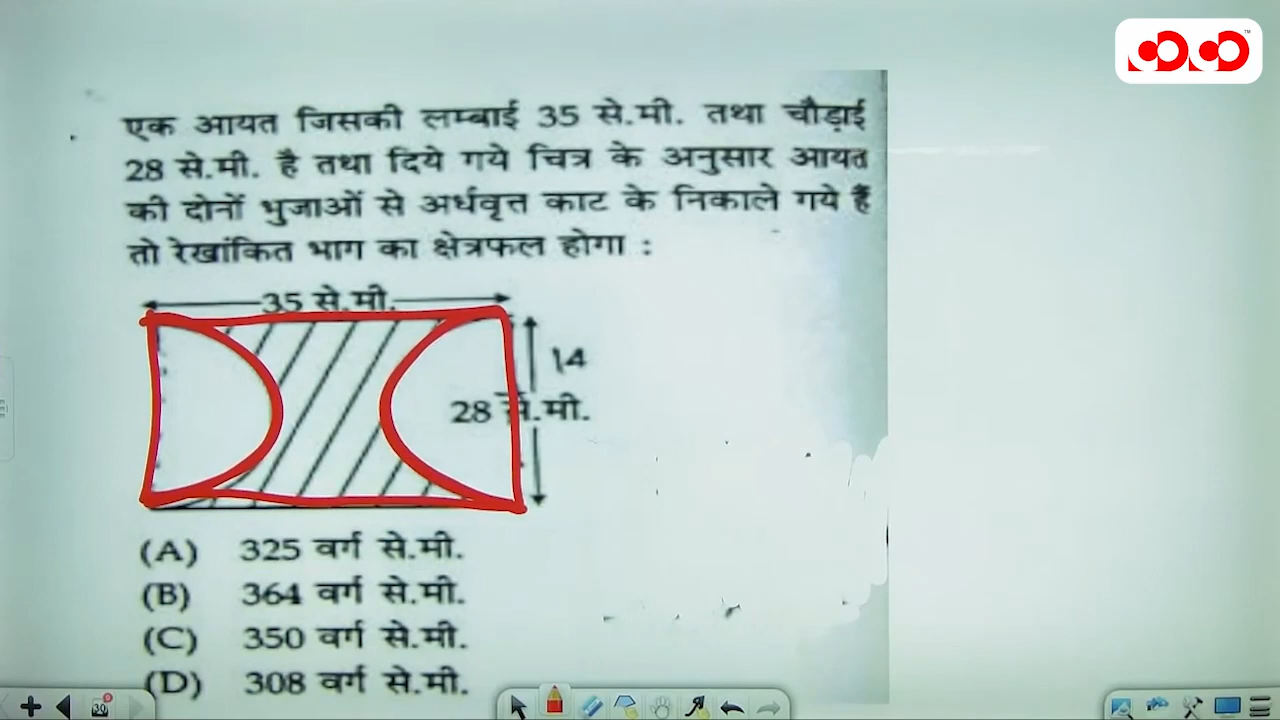 एक आयत जिसकी लम्बाई 35 से.मी. तथा चौड़ाई
28 से.मी. है तथा दिये गये चित्र के अनुसार आयत
की दोनों भुजाओं से अर्धवृत्त काट के निकाले गये हैं
तो रेखांकित भाग का क्षेत्रफल होगा :
35 से.मी.
14
28 से.मी.
(A) 325 वर्ग से.मी.
(B) 364 वर्ग से.मी.
(C) 350 वर्ग से.मी.
(D) 308 वर्ग से.मी.